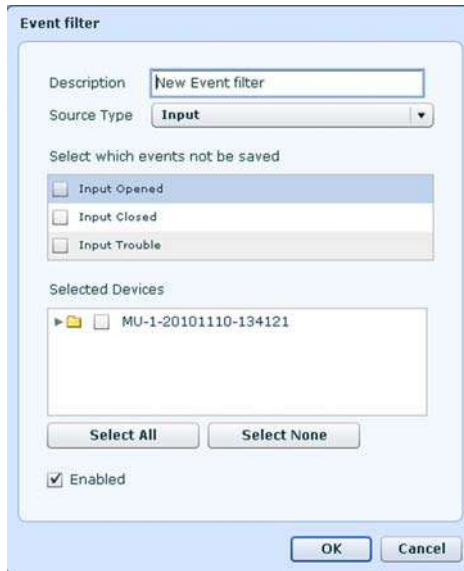 Event filter
Description New Event filter
Source Type Input
Select which events not be saved
Input Opened
Input Closed
Input Trouble
Selected Devices
MU-1-20101110-134121
Select All Select None
Enabled
OK Cancel